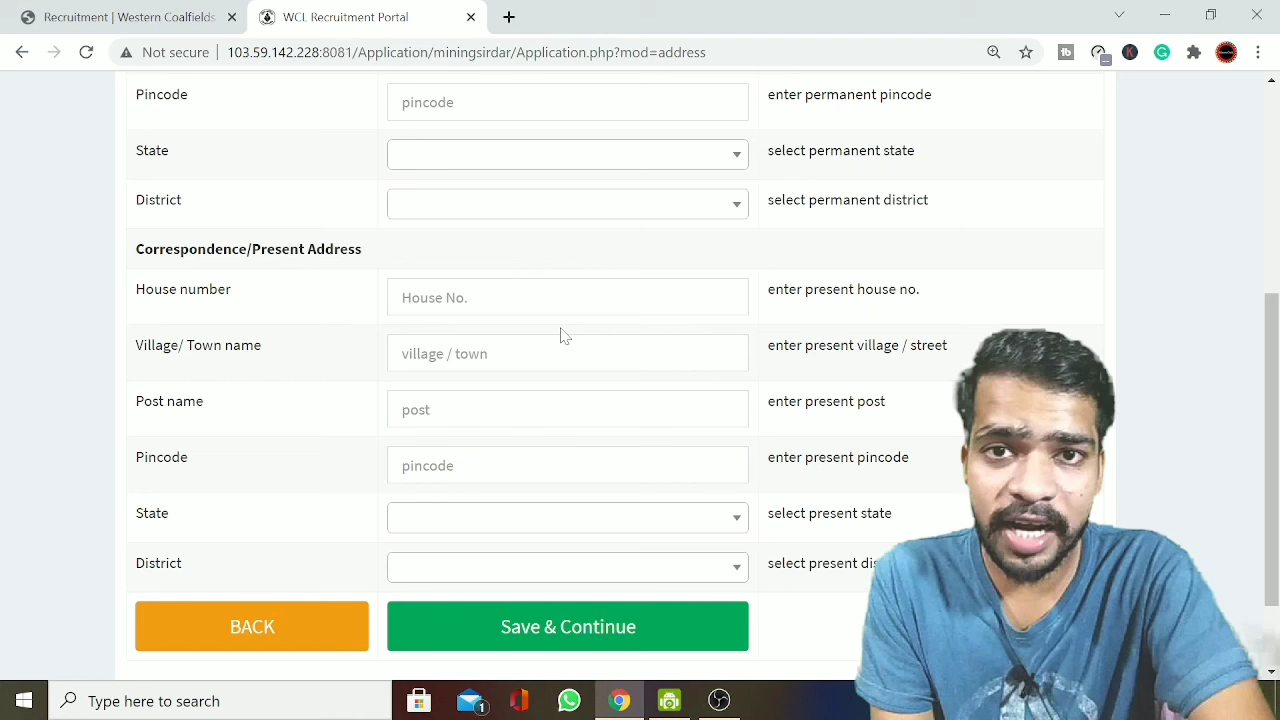 Recruitment | Western Coalfields
WCL Recruitment Portal
Not secure
103.59.142.228:8081/Application/miningsirdar/Application.php?mod=address
Pincode
pincode
enter permanent pincode
State
select permanent state
District
select permanent district
Correspondence/Present Address
House number
House No.
enter present house no.
Village/ Town name
village / town
enter present village / street
Post name
post
enter present post
Pincode
pincode
enter present pincode
State
select present state
District
select present dis
BACK
Save & Continue
Type here to search
1